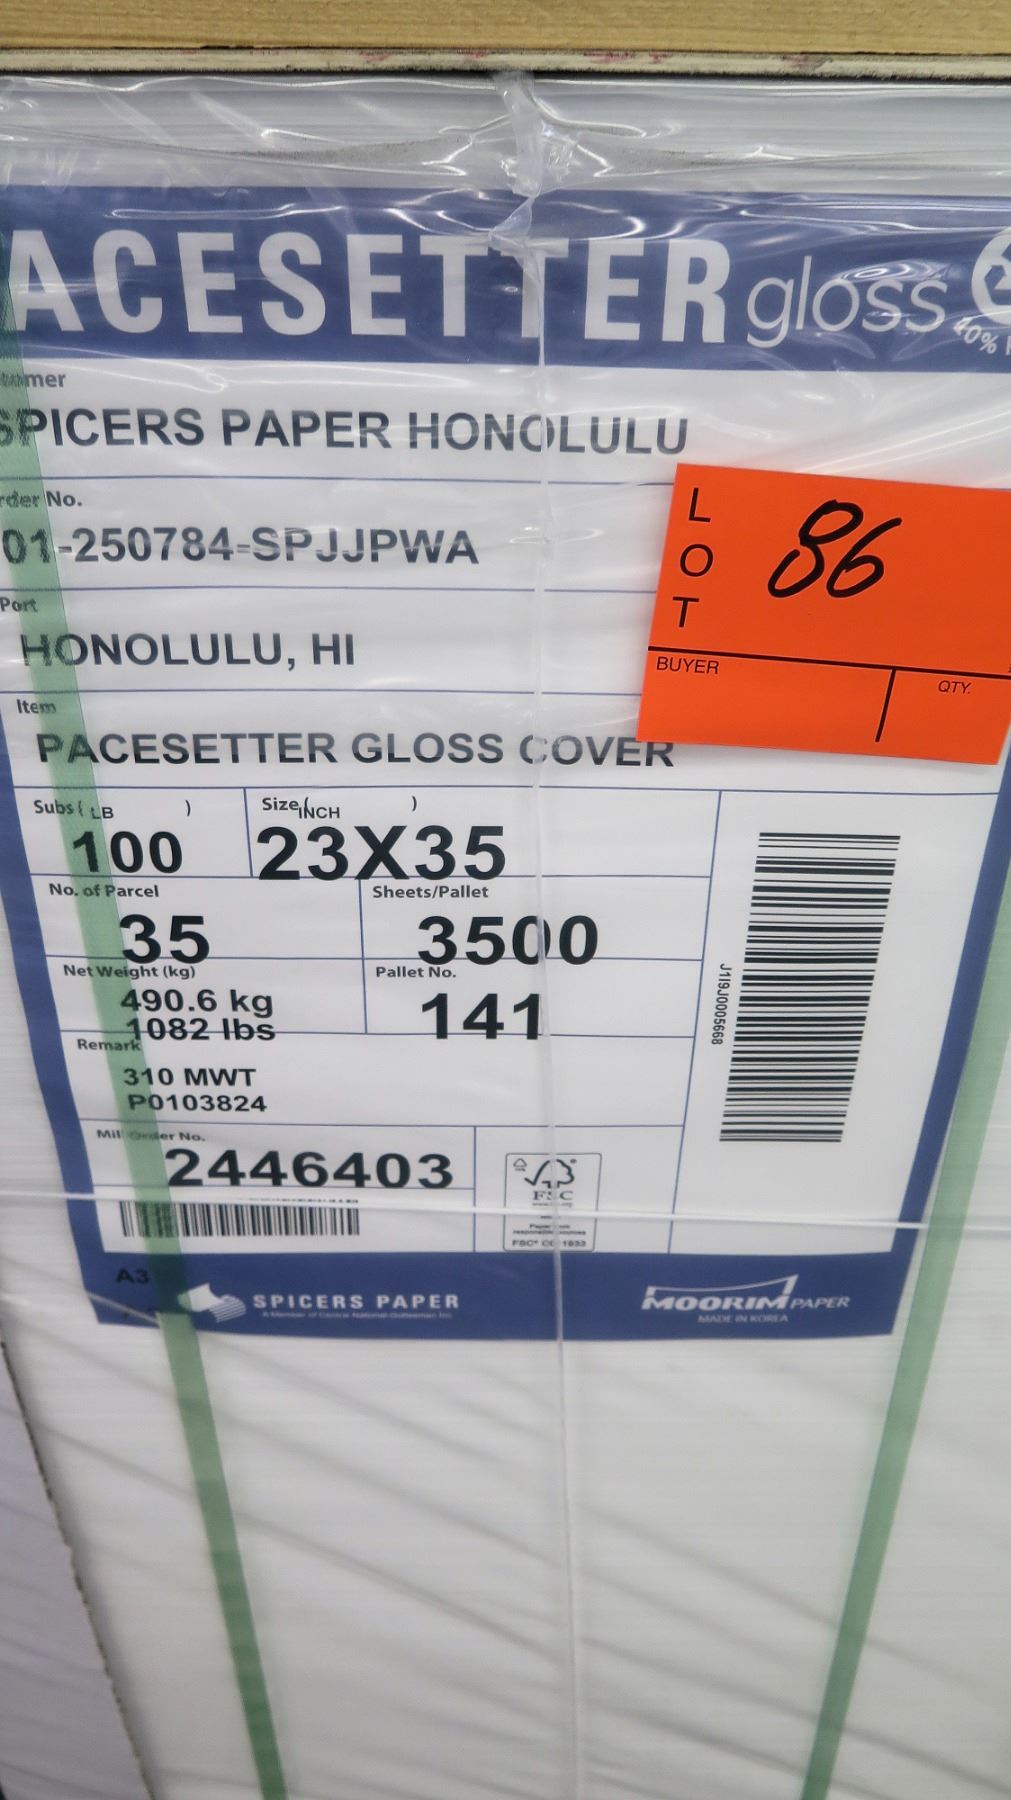 ACESETTER gloss
40%
SPICERS PAPER HONOLULU
rder No.
01-250784-SPJJPWA
Port
HONOLULU, HI
Item
PACESETTER GLOSS COVER
LOT 86
BUYER
QTY.
Subs ( LB ) Size ( INCH )
100 23X35
No. of Parcel Sheets/Pallet
35 3500
Net Weight (kg) Pallet No.
490.6 kg 141
1082 lbs
Remark
310 MWT
P0103824
J1I9J0005668
Mill Order No.
2446403
FSC
FSC®
A3
SPICERS PAPER
MOORIM PAPER
MADE IN KOREA